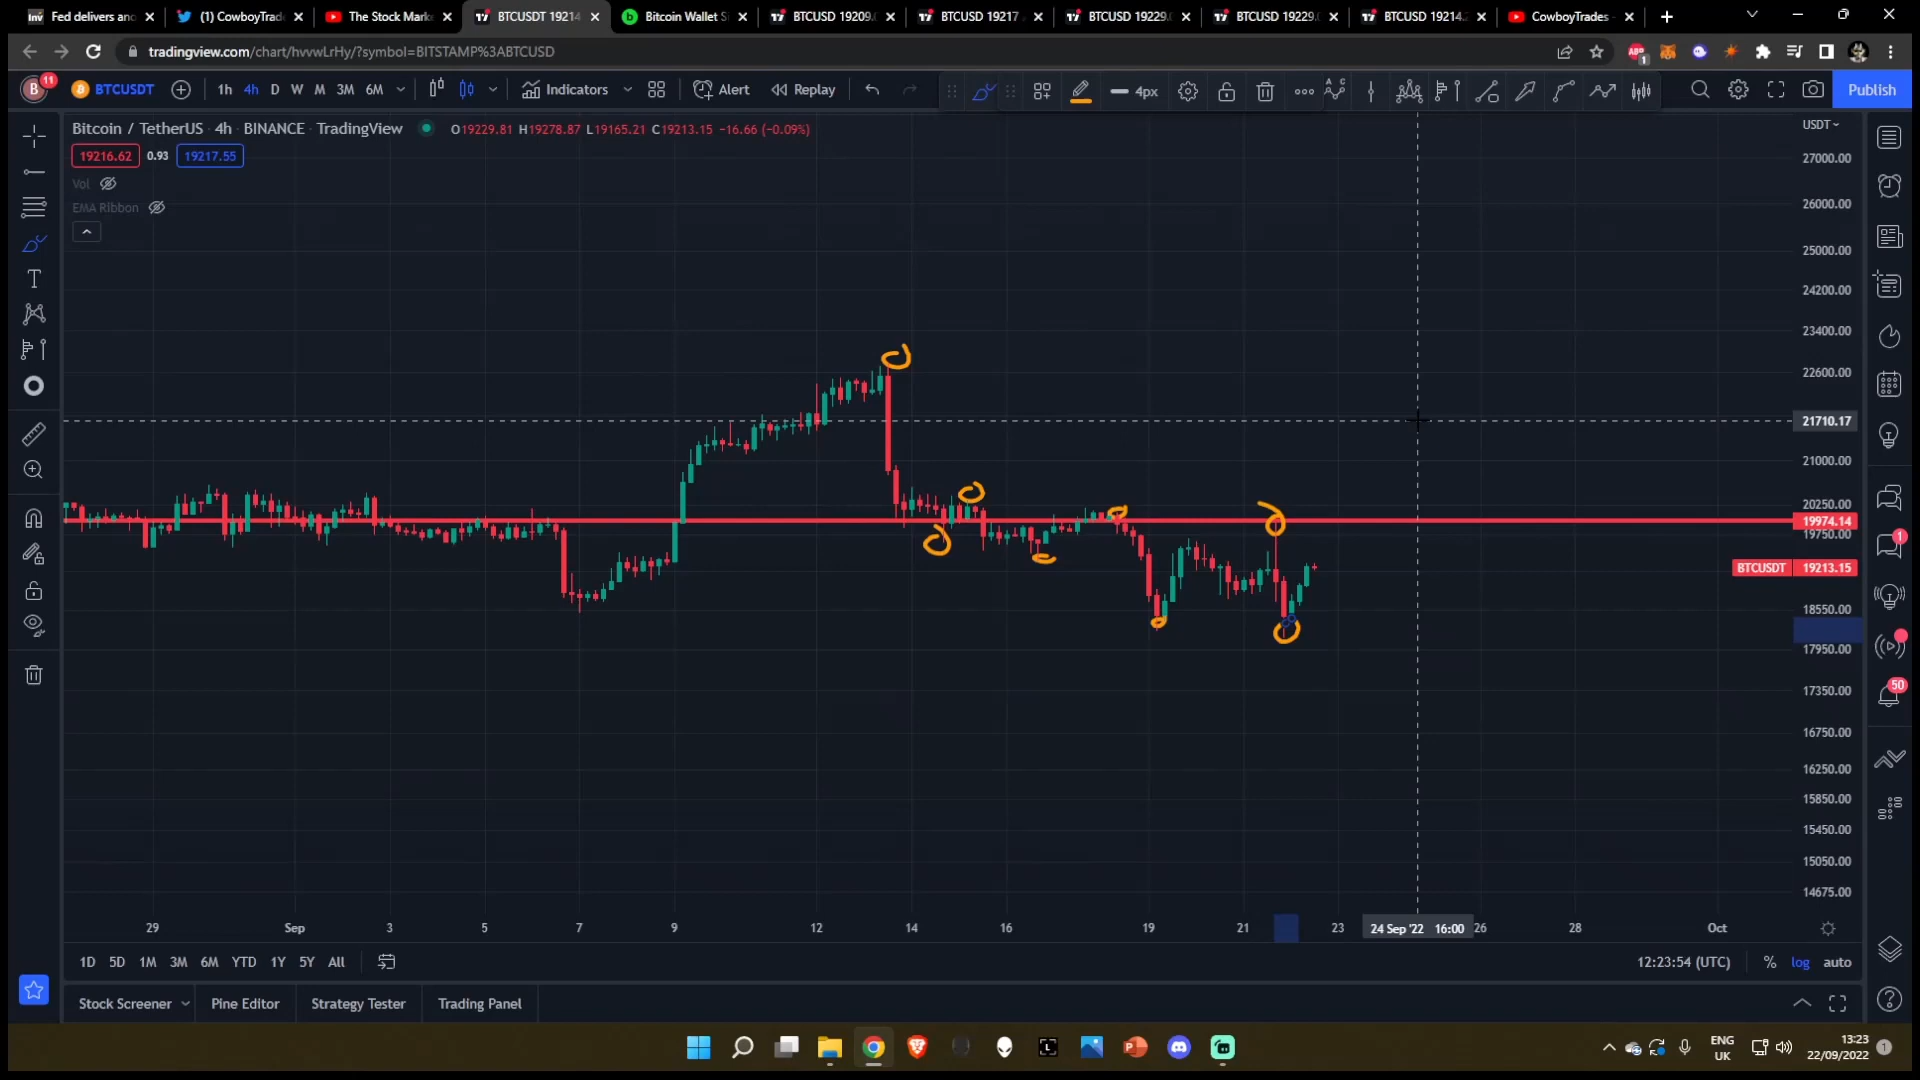 Fed delivers and
(1) CowboyTrad
The Stock Mark
BTCUSDT 19214
Bitcoin Wallet S
BTCUSD 19209.
BTCUSD 19217
BTCUSD 19229.
BTCUSD 19229.
BTCUSD 19214.
CowboyTrades -
tradingview.com/chart/hvvwLrHy/?symbol=BITSTAMP%3ABTCUSD
B 11 BTCUSDT 1h 4h D W M 3M 6M Indicators Alert Replay 4px Publish
Bitcoin / TetherUS 4h BINANCE TradingView O19229.81 H19278.87 L19165.21 C19213.15 -16.66 (-0.09%)
USDT
19216.62 0.93 19217.55
Vol
EMA Ribbon
27000.00
26000.00
25000.00
24200.00
23400.00
22600.00
21710.17
21000.00
20250.00
19974.14
19750.00
BTCUSDT 19213.15
18550.00
17950.00
17350.00
16750.00
16250.00
15850.00
15450.00
15050.00
14675.00
29 Sep 3 5 7 9 12 14 16 19 21 23 24 Sep '22 16:00 26 28 Oct
1D 5D 1M 3M 6M YTD 1Y 5Y All 12:23:54 (UTC) % log auto
Stock Screener Pine Editor Strategy Tester Trading Panel
1
50
ENG
UK
13:23
22/09/2022
1